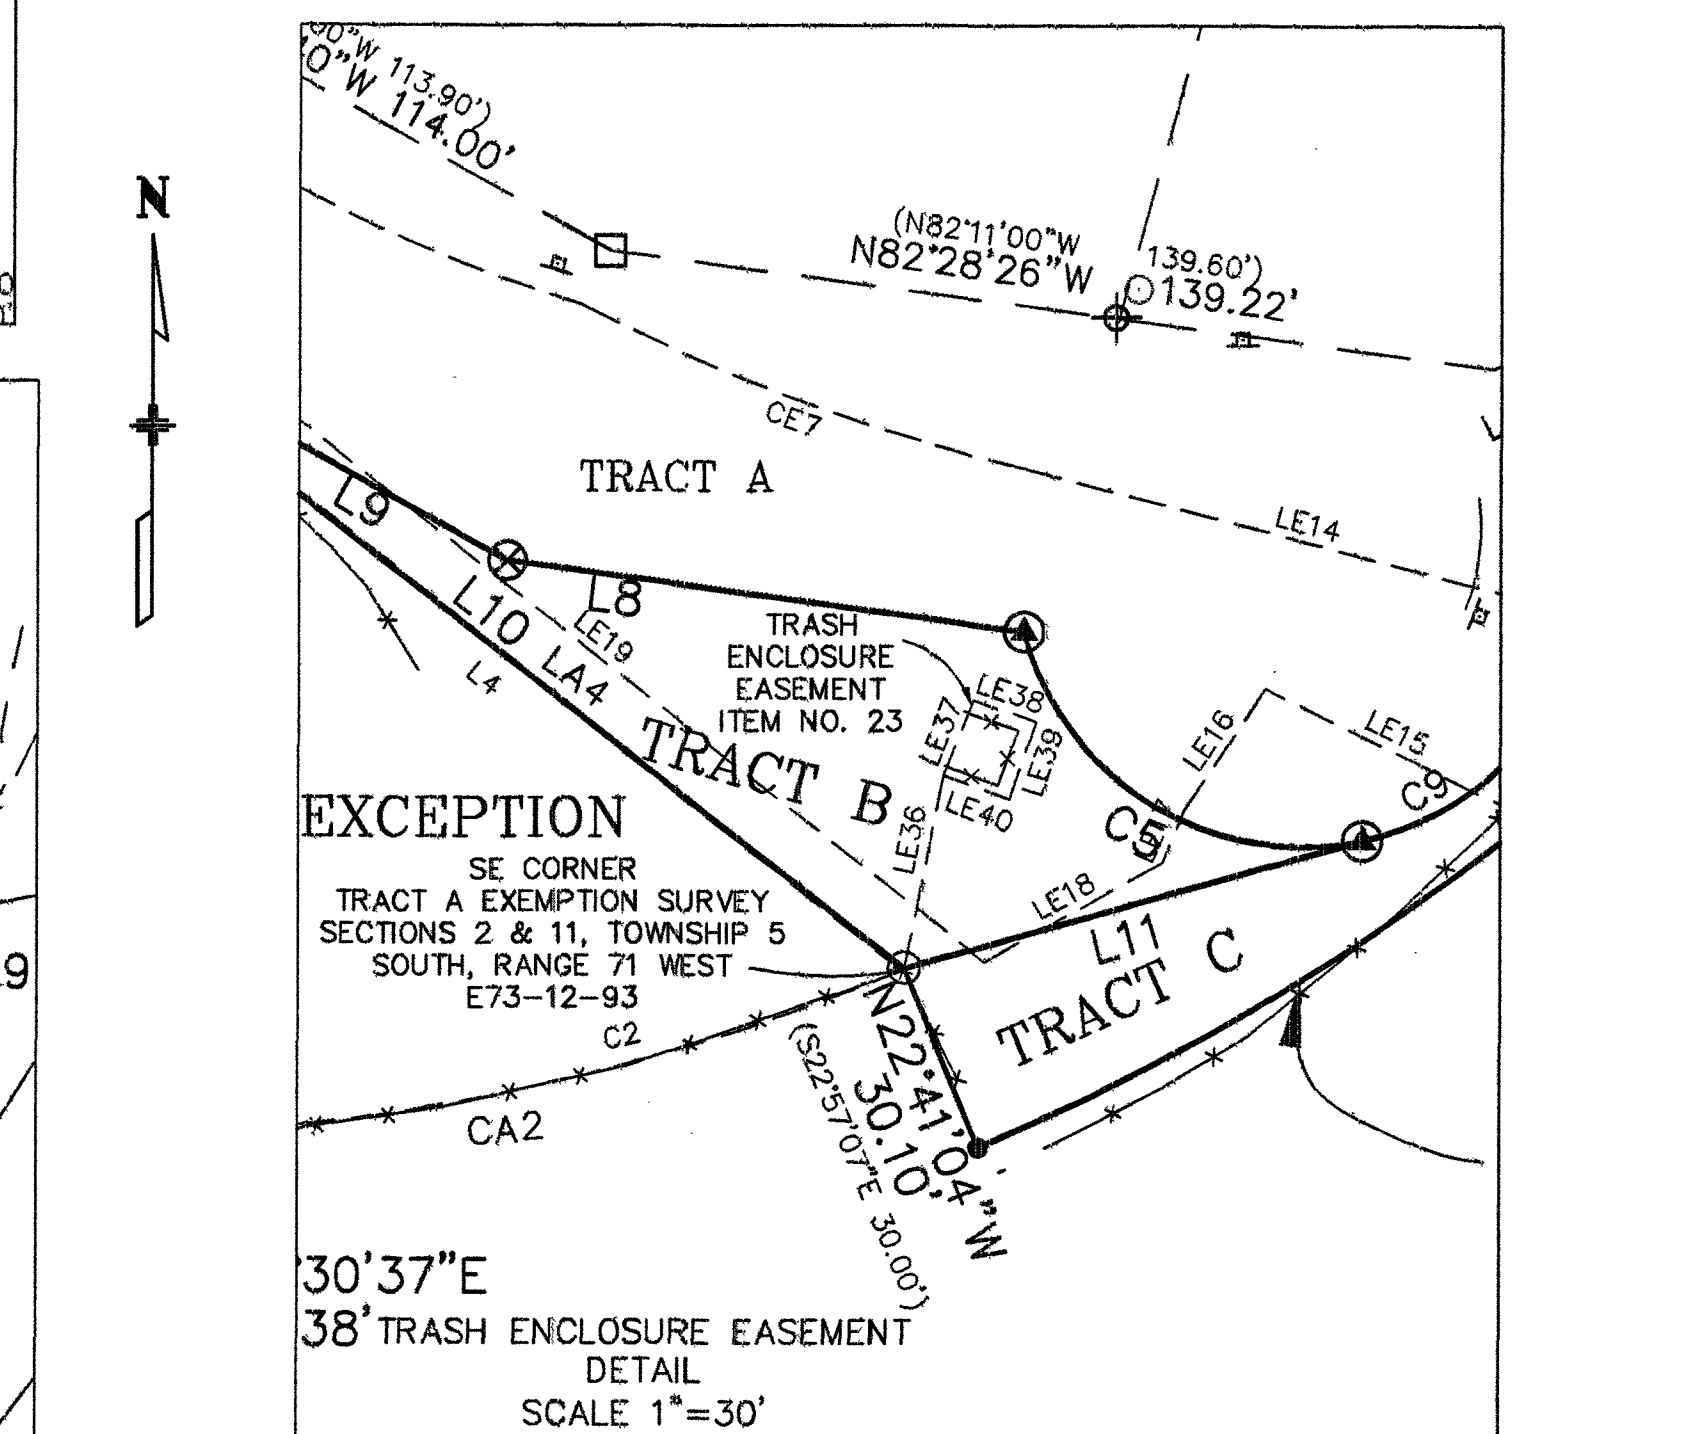 N
00"W 113.90')
0"W 114.00'
(N82°11'00"W 139.60')
N82°28'26"W 139.22'
CE7
TRACT A
LE14
L9
L8
L10
LE19
LA4
L4
TRASH
ENCLOSURE
EASEMENT
ITEM NO. 23
LE38
LE37
LE39
LE40
LE36
LE16
LE15
C9
C5
LE18
TRACT B
EXCEPTION
SE CORNER
TRACT A EXEMPTION SURVEY
SECTIONS 2 & 11, TOWNSHIP 5
SOUTH, RANGE 71 WEST
E73-12-93
C2
CA2
L11
TRACT C
N22°41'04"W
30.10'
(S22°57'07"E 30.00')
9
30'37"E
38'
TRASH ENCLOSURE EASEMENT
DETAIL
SCALE 1"=30'